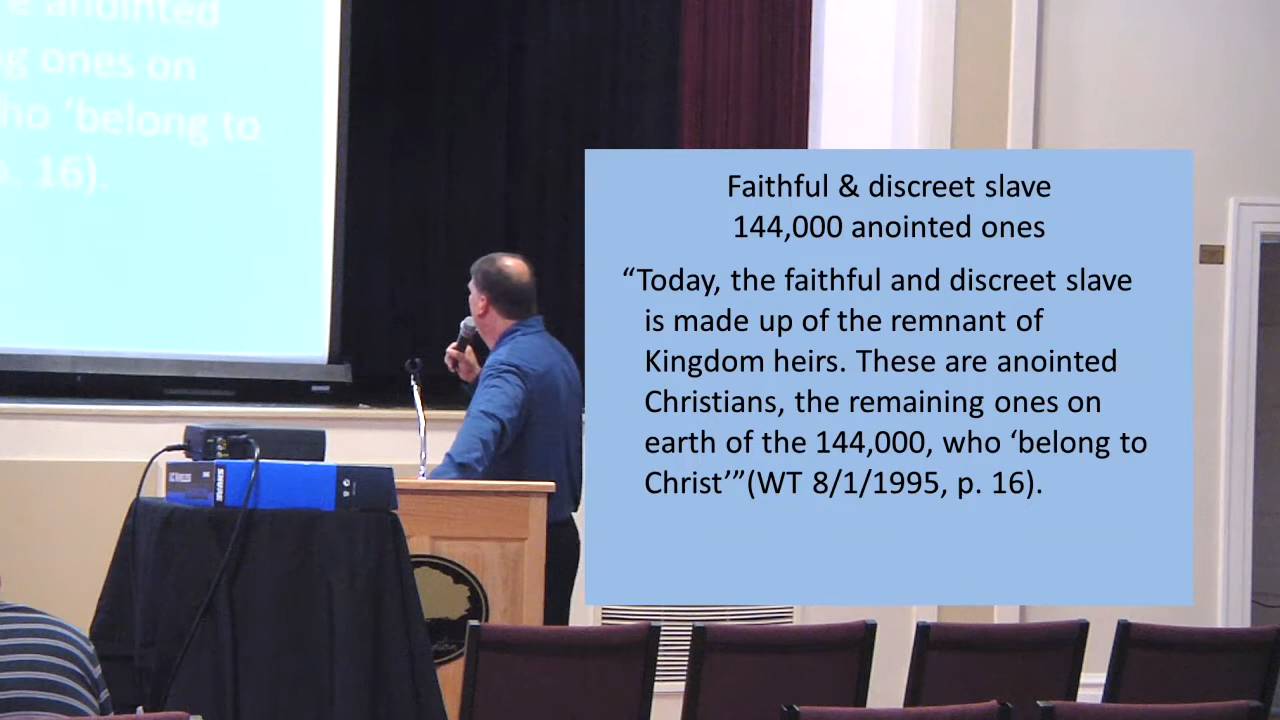 e anointed
g ones on
ho ‘belong to
. 16).
Faithful & discreet slave
144,000 anointed ones
“Today, the faithful and discreet slave
is made up of the remnant of
Kingdom heirs. These are anointed
Christians, the remaining ones on
earth of the 144,000, who ‘belong to
Christ’”(WT 8/1/1995, p. 16).